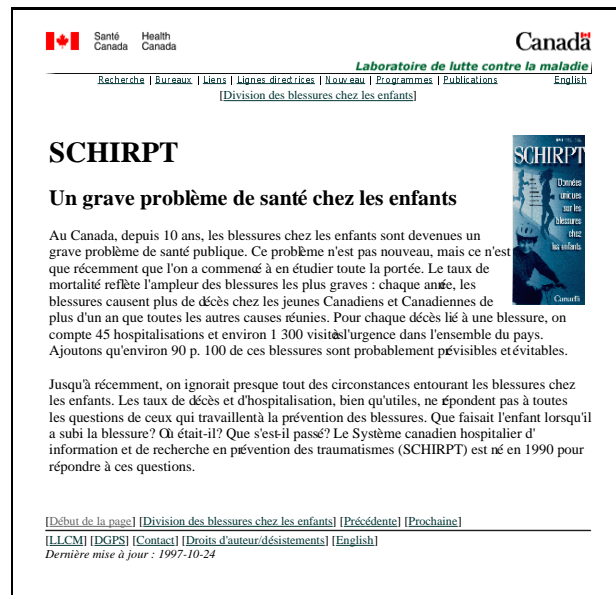 Santé Canada Health Canada Canada
Laboratoire de lutte contre la maladie
Recherche | Bureaux | Liens | Lignes directrices | Nouveau | Programmes | Publications English
[Division des blessures chez les enfants]
SCHIRPT
Un grave problème de santé chez les enfants
SCHIRPT
Données
uniques
sur les
blessures
chez
les enfants
Canada
Au Canada, depuis 10 ans, les blessures chez les enfants sont devenues un
grave problème de santé publique. Ce problème n'est pas nouveau, mais ce n'est
que récemment que l'on a commencé à en étudier toute la portée. Le taux de
mortalité reflète l'ampleur des blessures les plus graves : chaque année, les
blessures causent plus de décès chez les jeunes Canadiens et Canadiennes de
plus d'un an que toutes les autres causes réunies. Pour chaque décès lié à une blessure, on
compte 45 hospitalisations et environ 1 300 visites à l'urgence dans l'ensemble du pays.
Ajoutons qu'environ 90 p. 100 de ces blessures sont probablement prévisibles et évitables.
Jusqu'à récemment, on ignorait presque tout des circonstances entourant les blessures chez
les enfants. Les taux de décès et d'hospitalisation, bien qu'utiles, ne répondent pas à toutes
les questions de ceux qui travaillent à la prévention des blessures. Que faisait l'enfant lorsqu'il
a subi la blessure? Où était-il? Que s'est-il passé? Le Système canadien hospitalier d'
information et de recherche en prévention des traumatismes (SCHIRPT) est né en 1990 pour
répondre à ces questions.
[Début de la page] [Division des blessures chez les enfants] [Précédente] [Prochaine]
[LLCM] [DGPS] [Contact] [Droits d'auteur/désistements] [English]
Dernière mise à jour : 1997-10-24